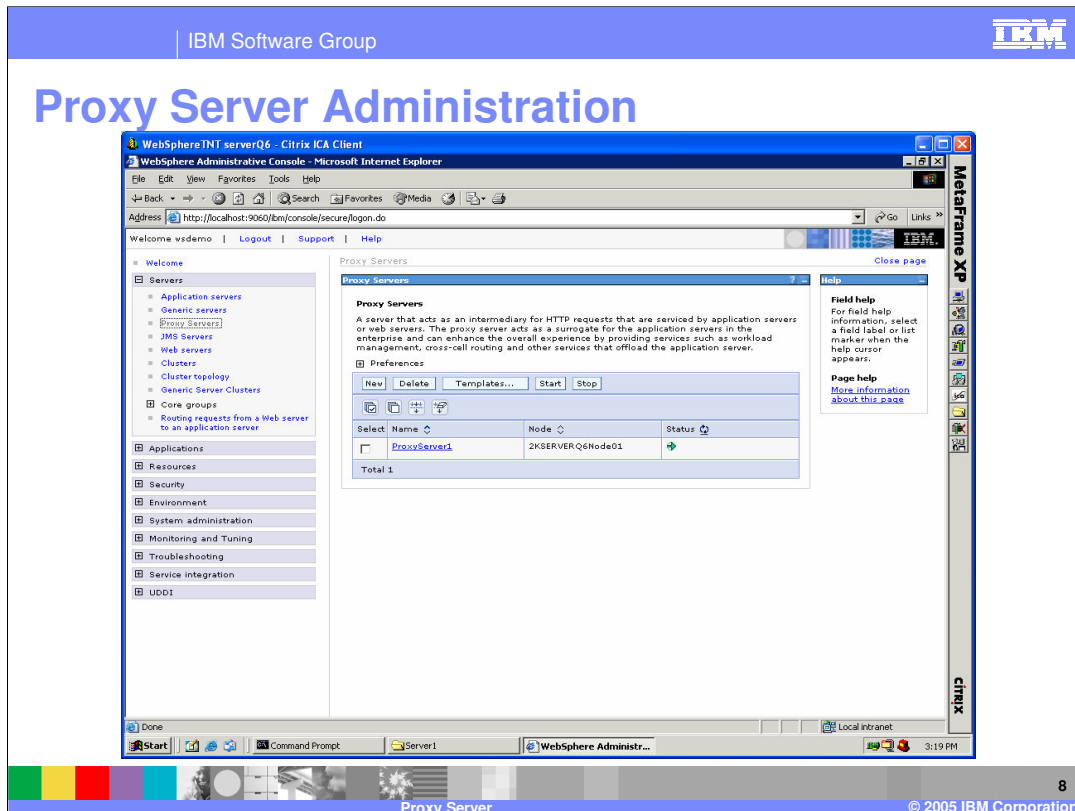 IBM Software Group
IBM
Proxy Server Administration
WebSphereTNT serverQ6 - Citrix ICA Client
WebSphere Administrative Console - Microsoft Internet Explorer
File Edit View Favorites Tools Help
Back Search Favorites Media
Address http://localhost:9060/ibm/console/secure/logon.do Go Links »
Welcome vsdemo | Logout | Support | Help IBM.
Welcome
Servers
Application servers
Generic servers
Proxy Servers
JMS Servers
Web servers
Clusters
Cluster topology
Generic Server Clusters
Core groups
Routing requests from a Web server
to an application server
Applications
Resources
Security
Environment
System administration
Monitoring and Tuning
Troubleshooting
Service integration
UDDI
Proxy Servers Close page
Proxy Servers ? –
Proxy Servers
A server that acts as an intermediary for HTTP requests that are serviced by application servers
or web servers. The proxy server acts as a surrogate for the application servers in the
enterprise and can enhance the overall experience by providing services such as workload
management, cross-cell routing and other services that offload the application server.
Preferences
New Delete Templates... Start Stop
Select Name Node Status
ProxyServer1 2KSERVERQ6Node01
Total 1
Help –
Field help
For field help
information, select
a field label or list
marker when the
help cursor
appears.
Page help
More information
about this page
MetaFrame XP
CITRIX
Done Local intranet
Start Command Prompt Server1 WebSphere Administr... 3:19 PM
8
Proxy Server © 2005 IBM Corporation